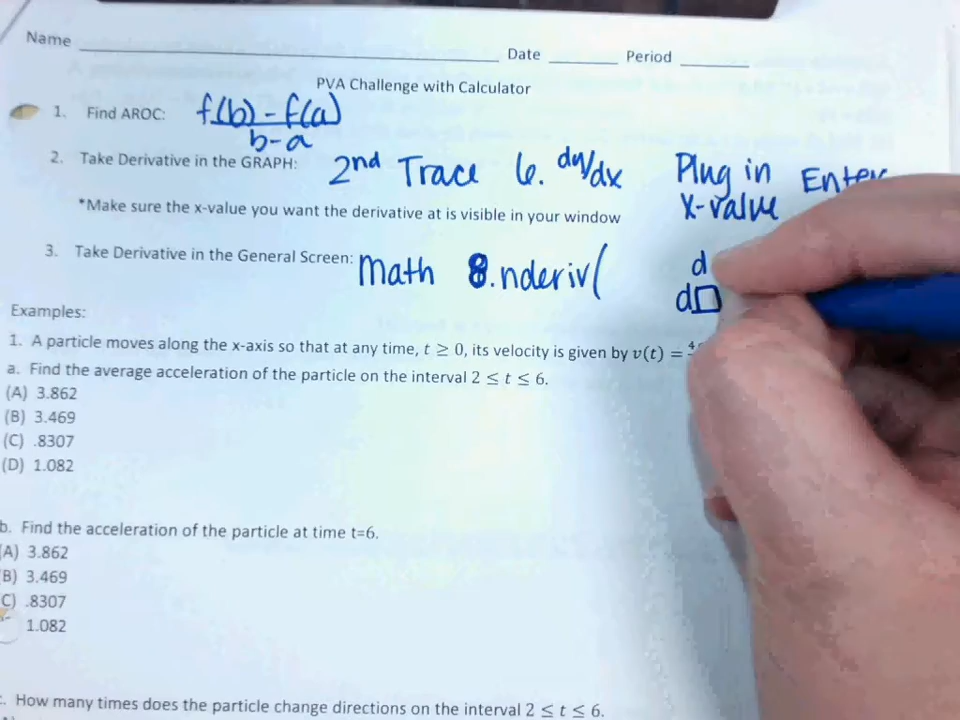 Name Date Period
PVA Challenge with Calculator
1. Find AROC: f(b) - f(a)
b-a
2. Take Derivative in the GRAPH: 2nd Trace 6. dy/dx Plug in Enter
x-value
*Make sure the x-value you want the derivative at is visible in your window
3. Take Derivative in the General Screen: Math 8.nderiv( d
d□
Examples:
1. A particle moves along the x-axis so that at any time, t ≥ 0, its velocity is given by v(t) =
a. Find the average acceleration of the particle on the interval 2 ≤ t ≤ 6.
(A) 3.862
(B) 3.469
(C) .8307
(D) 1.082
b. Find the acceleration of the particle at time t=6.
(A) 3.862
B) 3.469
C) .8307
1.082
. How many times does the particle change directions on the interval 2 ≤ t ≤ 6.